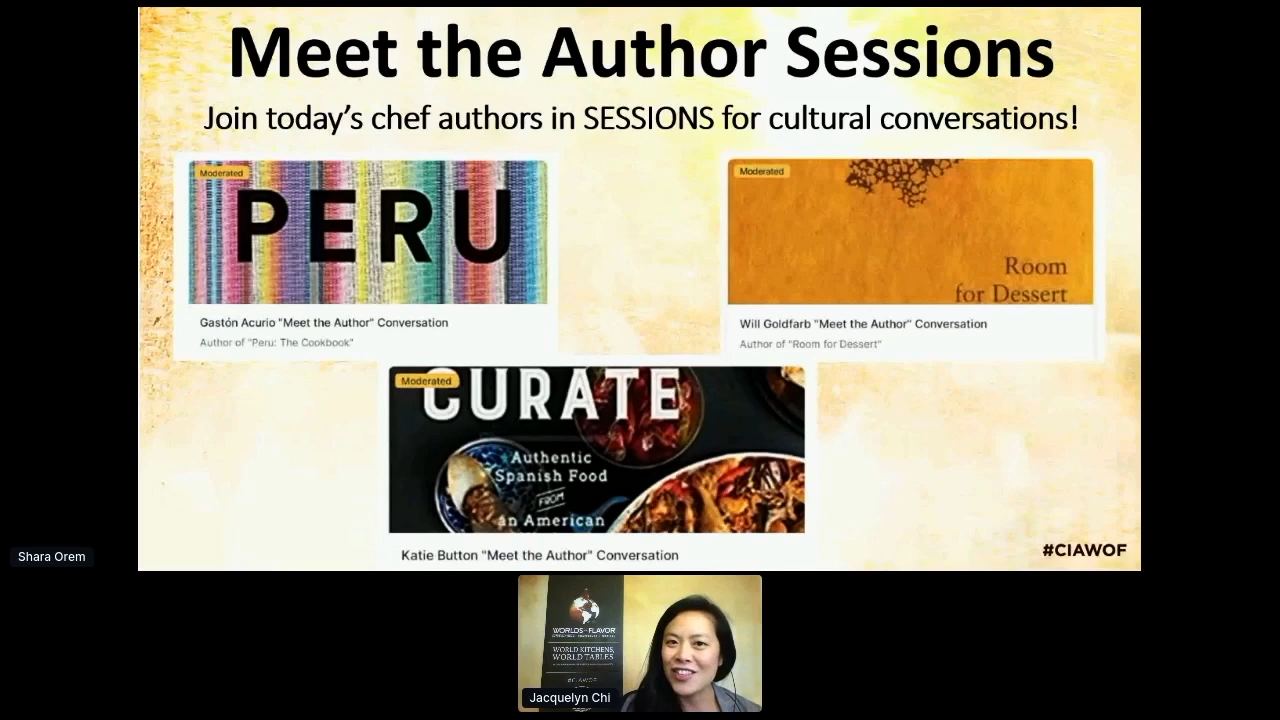 Meet the Author Sessions
Join today's chef authors in SESSIONS for cultural conversations!
Moderated
PERU
Gastón Acurio "Meet the Author" Conversation
Author of "Peru: The Cookbook"
Moderated
Room
for Dessert
Will Goldfarb "Meet the Author" Conversation
Author of "Room for Dessert"
Moderated
CURATE
Authentic
Spanish Food
FROM
an American
Katie Button "Meet the Author" Conversation
#CIAWOF
Shara Orem
WORLDS OF FLAVOR
WORLD KITCHENS,
WORLD TABLES
#CIAWOF
Jacquelyn Chi